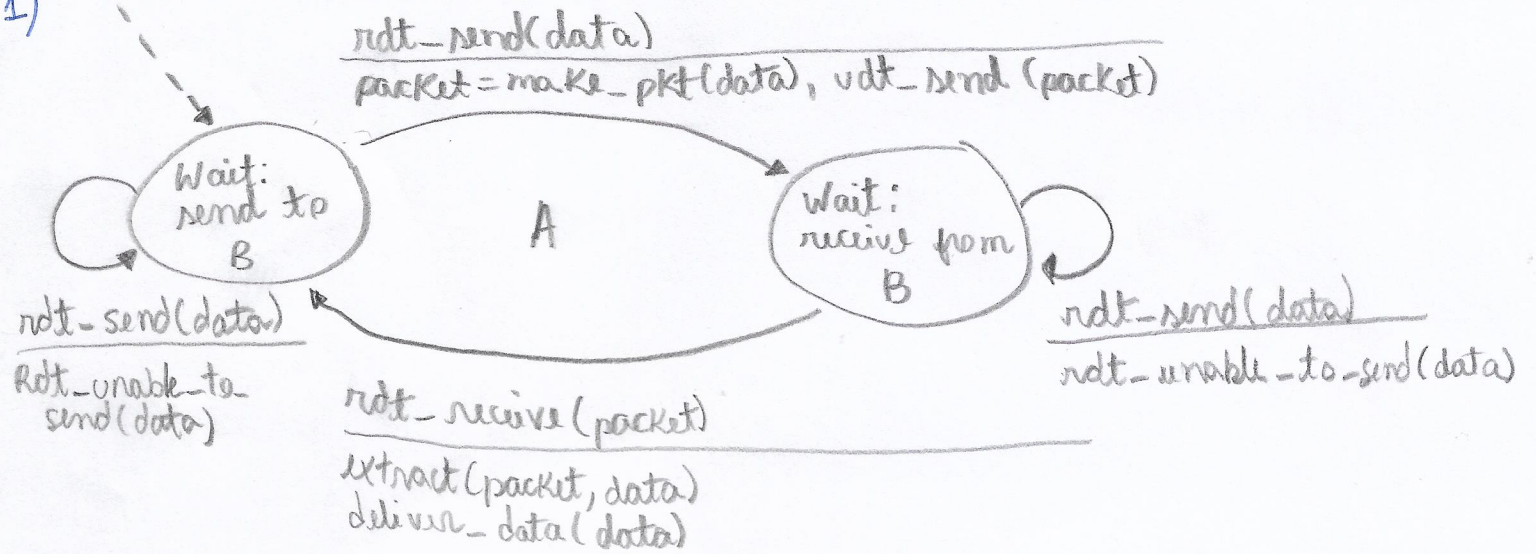 1)
rdt_send(data)
packet=make_pkt(data), udt_send (packet)
Wait:
send to
B
A
Wait:
receive from
B
rdt_send(data)
Rdt_unable_to_
send(data)
rdt_send(data)
rdt_unable_to_send(data)
rdt_receive(packet)
extract(packet, data)
deliver_data(data)